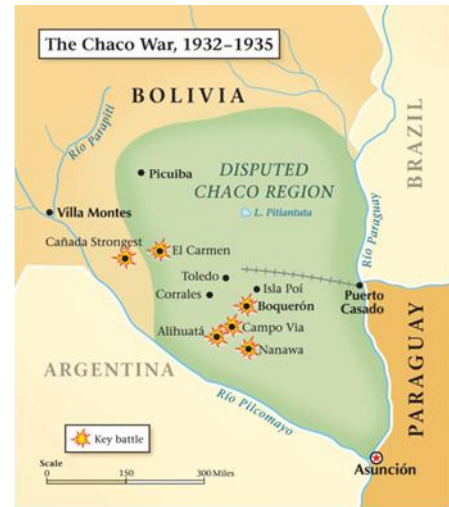 The Chaco War, 1932–1935
BOLIVIA
BRAZIL
Río Parapiti
Picuiba
DISPUTED
CHACO REGION
L. Pitiantuta
Río Paraguay
Villa Montes
Cañada Strongest
El Carmen
Toledo
Isla Poí
Corrales
Puerto
Casado
Boquerón
Campo Via
Alihuatá
Nanawa
ARGENTINA
PARAGUAY
Río Pilcomayo
Key battle
Asunción
Scale
0 150 300 Miles